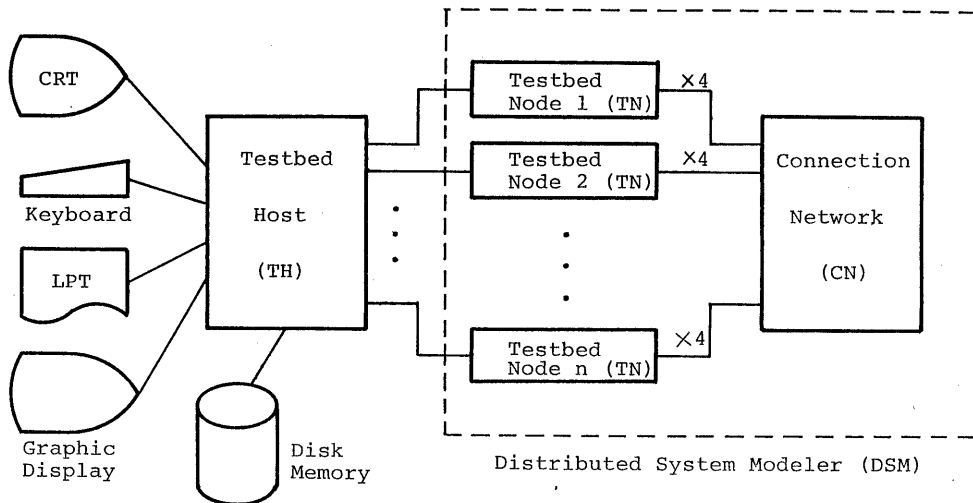 CRT
Keyboard
LPT
Graphic
Display
Disk
Memory
Testbed
Host
(TH)
Testbed
Node 1 (TN)
×4
Testbed
Node 2 (TN)
×4
Testbed
Node n (TN)
×4
Connection
Network
(CN)
Distributed System Modeler (DSM)